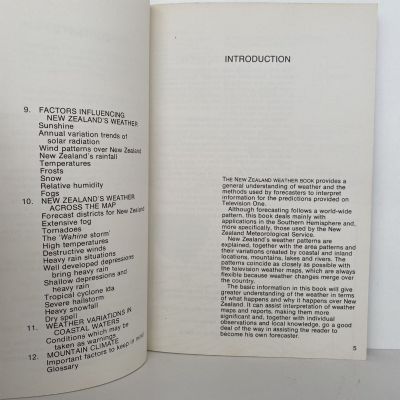 9. FACTORS INFLUENCING
NEW ZEALAND'S WEATHER
Sunshine
Annual variation trends of
solar radiation
Wind patterns over New Zealand
New Zealand's rainfall
Temperatures
Frosts
Snow
Relative humidity
Fogs
10. NEW ZEALAND'S WEATHER
ACROSS THE MAP
Forecast districts for New Zealand
Extensive fog
Tornadoes
The 'Wahine storm'
High temperatures
Destructive winds
Heavy rain situations
Well developed depressions
bring heavy rain
Shallow depressions and
heavy rain
Tropical cyclone ida
Severe hailstorm
Heavy snowfall
Dry spell
11. WEATHER VARIATIONS IN
COASTAL WATERS
Conditions which may be
taken as warnings
12. MOUNTAIN CLIMATE
Important factors to keep in mind
Glossary
INTRODUCTION
THE NEW ZEALAND WEATHER BOOK provides a
general understanding of weather and the
methods used by forecasters to interpret
information for the predictions provided on
Television One.
Although forecasting follows a world-wide
pattern, this book deals mainly with
applications in the Southern Hemisphere and,
more specifically, those used by the New
Zealand Meteorological Service.
New Zealand's weather patterns are
explained, together with the area patterns and
their variations created by coastal and inland
locations, mountains, lakes and rivers. The
patterns coincide as closely as possible with
the television weather maps, which are always
flexible because weather changes merge over
the country.
The basic information in this book will give
greater understanding of the weather in terms
of what happens and why it happens over New
Zealand. It can assist interpretation of weather
maps and reports, making them more
significant and, together with individual
observations and local knowledge, go a good
deal of the way in assisting the reader to
become his own forecaster.
5